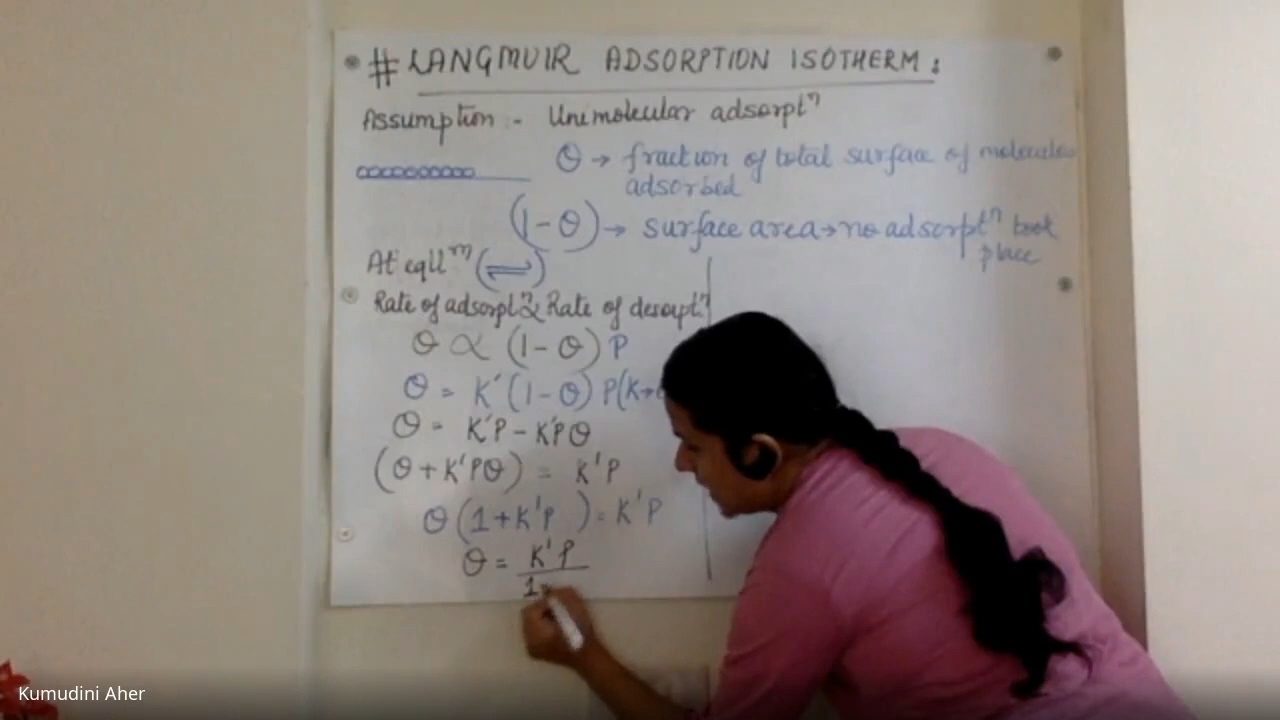 # LANGMUIR ADSORPTION ISOTHERM :
Assumption :- Unimolecular adsorptⁿ
θ → fraction of total surface of molecules
adsorbed
(1-θ) → surface area → no adsorptⁿ took
place
At eqllᵐ (⇌)
Rate of adsorptⁿ & Rate of desorptⁿ
θ ∝ (1-θ) P
θ = K'(1-θ) P(K→
θ = K'P - K'Pθ
(θ + K'Pθ) = K'P
θ(1+K'P ) = K'P
θ = K'P
1+
Kumudini Aher